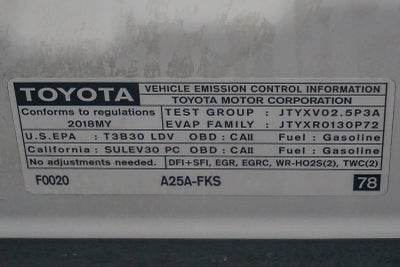 TOYOTA VEHICLE EMISSION CONTROL INFORMATION
TOYOTA MOTOR CORPORATION
Conforms to regulations
2018MY
TEST GROUP : JTYXV02.5P3A
EVAP FAMILY : JTYXR0130P72
U.S.EPA : T3B30 LDV OBD : CAII Fuel : Gasoline
California : SULEV30 PC OBD : CAII Fuel : Gasoline
No adjustments needed. DFI+SFI, EGR, EGRC, WR-HO2S(2), TWC(2)
F0020 A25A-FKS 78